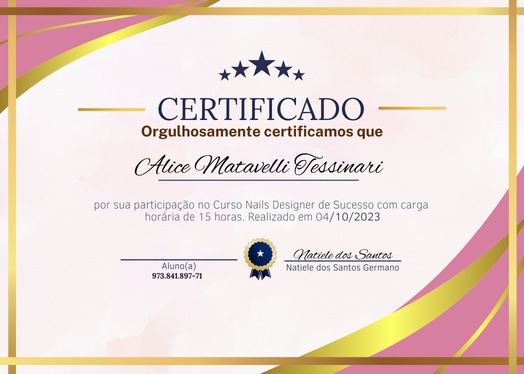 CERTIFICADO
Orgulhosamente certificamos que
Alice Matavelli Tessinari
por sua participação no Curso Nails Designer de Sucesso com carga
horária de 15 horas. Realizado em 04/10/2023
Natiele dos Santos
Aluno(a)
Natiele dos Santos Germano
973.841.897-71